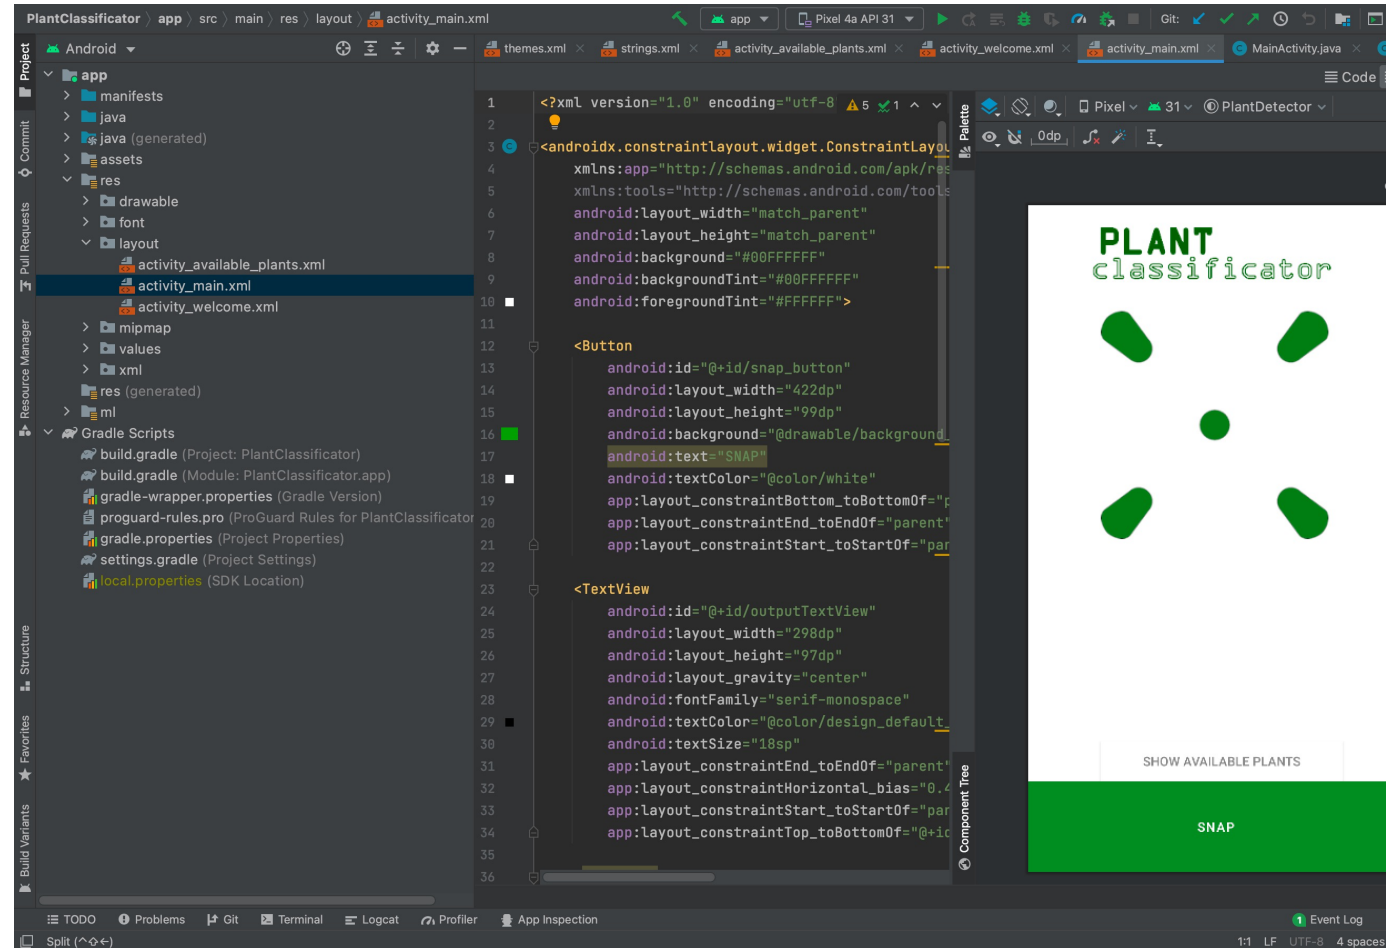 PlantClassificator 〉 app 〉 src 〉 main 〉 res 〉 layout 〉 activity_main.xml
app
Pixel 4a API 31
Git:
Project
Android
themes.xml
strings.xml
activity_available_plants.xml
activity_welcome.xml
activity_main.xml
MainActivity.java
Code
app
manifests
java
java (generated)
assets
res
drawable
font
layout
activity_available_plants.xml
activity_main.xml
activity_welcome.xml
mipmap
values
xml
res (generated)
ml
Gradle Scripts
build.gradle (Project: PlantClassificator)
build.gradle (Module: PlantClassificator.app)
gradle-wrapper.properties (Gradle Version)
proguard-rules.pro (ProGuard Rules for PlantClassificator
gradle.properties (Project Properties)
settings.gradle (Project Settings)
local.properties (SDK Location)
Commit
Pull Requests
Resource Manager
Structure
Favorites
Build Variants
5 1
1 <?xml version="1.0" encoding="utf-8
2
3 <androidx.constraintlayout.widget.ConstraintLayou
4 xmlns:app="http://schemas.android.com/apk/res
5 xmlns:tools="http://schemas.android.com/tools
6 android:layout_width="match_parent"
7 android:layout_height="match_parent"
8 android:background="#00FFFFFF"
9 android:backgroundTint="#00FFFFFF"
10 android:foregroundTint="#FFFFFF">
11
12 <Button
13 android:id="@+id/snap_button"
14 android:layout_width="422dp"
15 android:layout_height="99dp"
16 android:background="@drawable/background_
17 android:text="SNAP"
18 android:textColor="@color/white"
19 app:layout_constraintBottom_toBottomOf="p
20 app:layout_constraintEnd_toEndOf="parent"
21 app:layout_constraintStart_toStartOf="par
22
23 <TextView
24 android:id="@+id/outputTextView"
25 android:layout_width="298dp"
26 android:layout_height="97dp"
27 android:layout_gravity="center"
28 android:fontFamily="serif-monospace"
29 android:textColor="@color/design_default_
30 android:textSize="18sp"
31 app:layout_constraintEnd_toEndOf="parent"
32 app:layout_constraintHorizontal_bias="0.4
33 app:layout_constraintStart_toStartOf="par
34 app:layout_constraintTop_toBottomOf="@+id
35
36
Palette
Component Tree
Pixel 31 PlantDetector
0dp
PLANT
classificator
SHOW AVAILABLE PLANTS
SNAP
TODO Problems Git Terminal Logcat Profiler App Inspection
1 Event Log
Split (^⇧←)
1:1 LF UTF-8 4 spaces